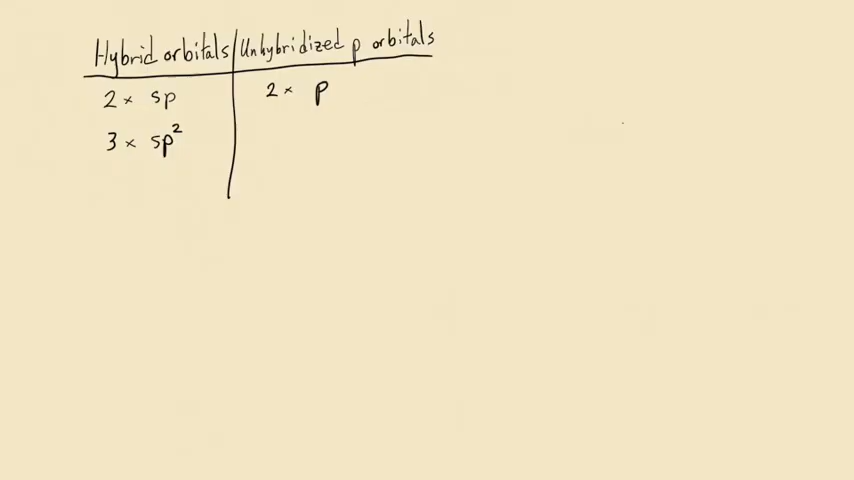 Hybrid orbitals Unhybridized p orbitals
2 × sp 2 × p
3 × sp²